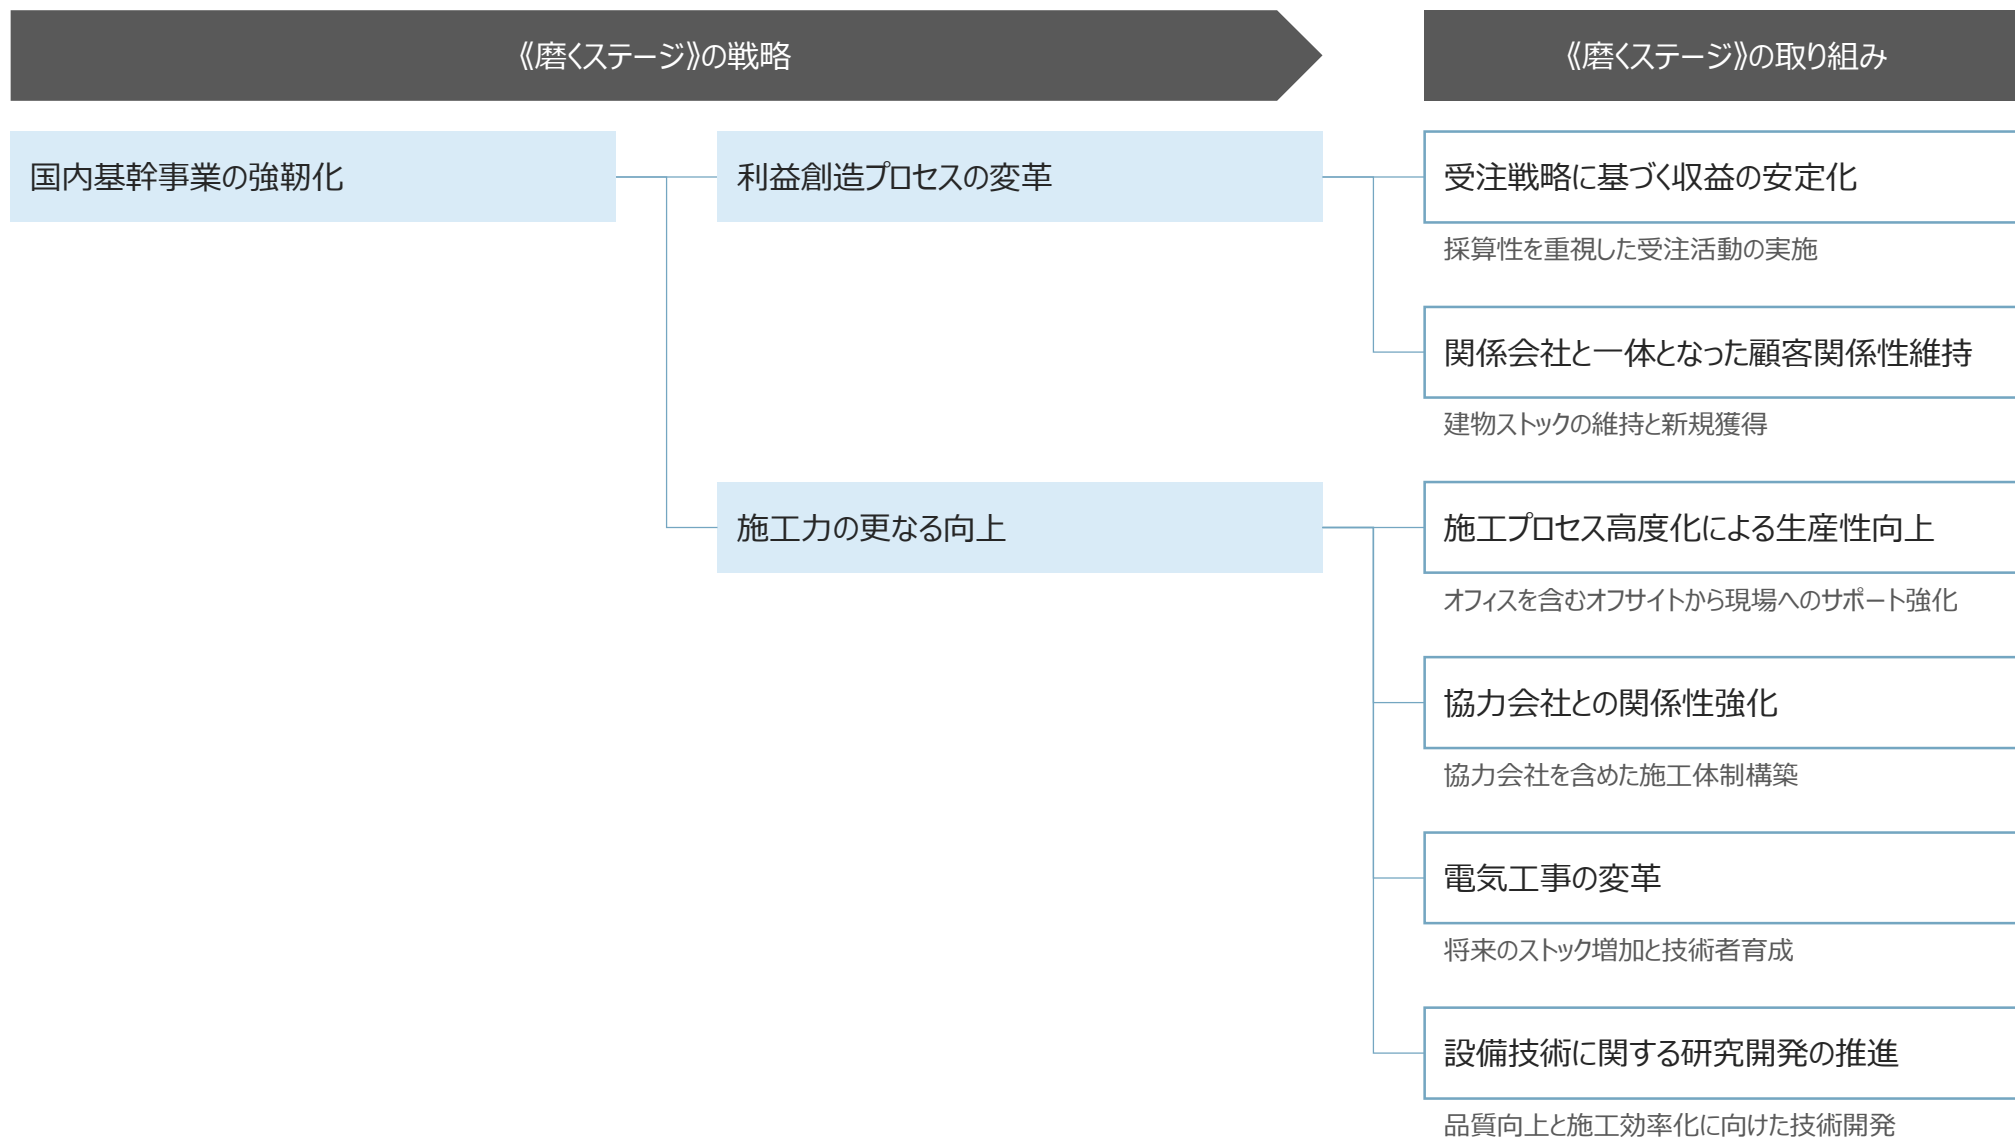 《磨くステージ》の戦略
《磨くステージ》の取り組み
国内基幹事業の強靭化
利益創造プロセスの変革
受注戦略に基づく収益の安定化
採算性を重視した受注活動の実施
関係会社と一体となった顧客関係性維持
建物ストックの維持と新規獲得
施工力の更なる向上
施工プロセス高度化による生産性向上
オフィスを含むオフサイトから現場へのサポート強化
協力会社との関係性強化
協力会社を含めた施工体制構築
電気工事の変革
将来のストック増加と技術者育成
設備技術に関する研究開発の推進
品質向上と施工効率化に向けた技術開発